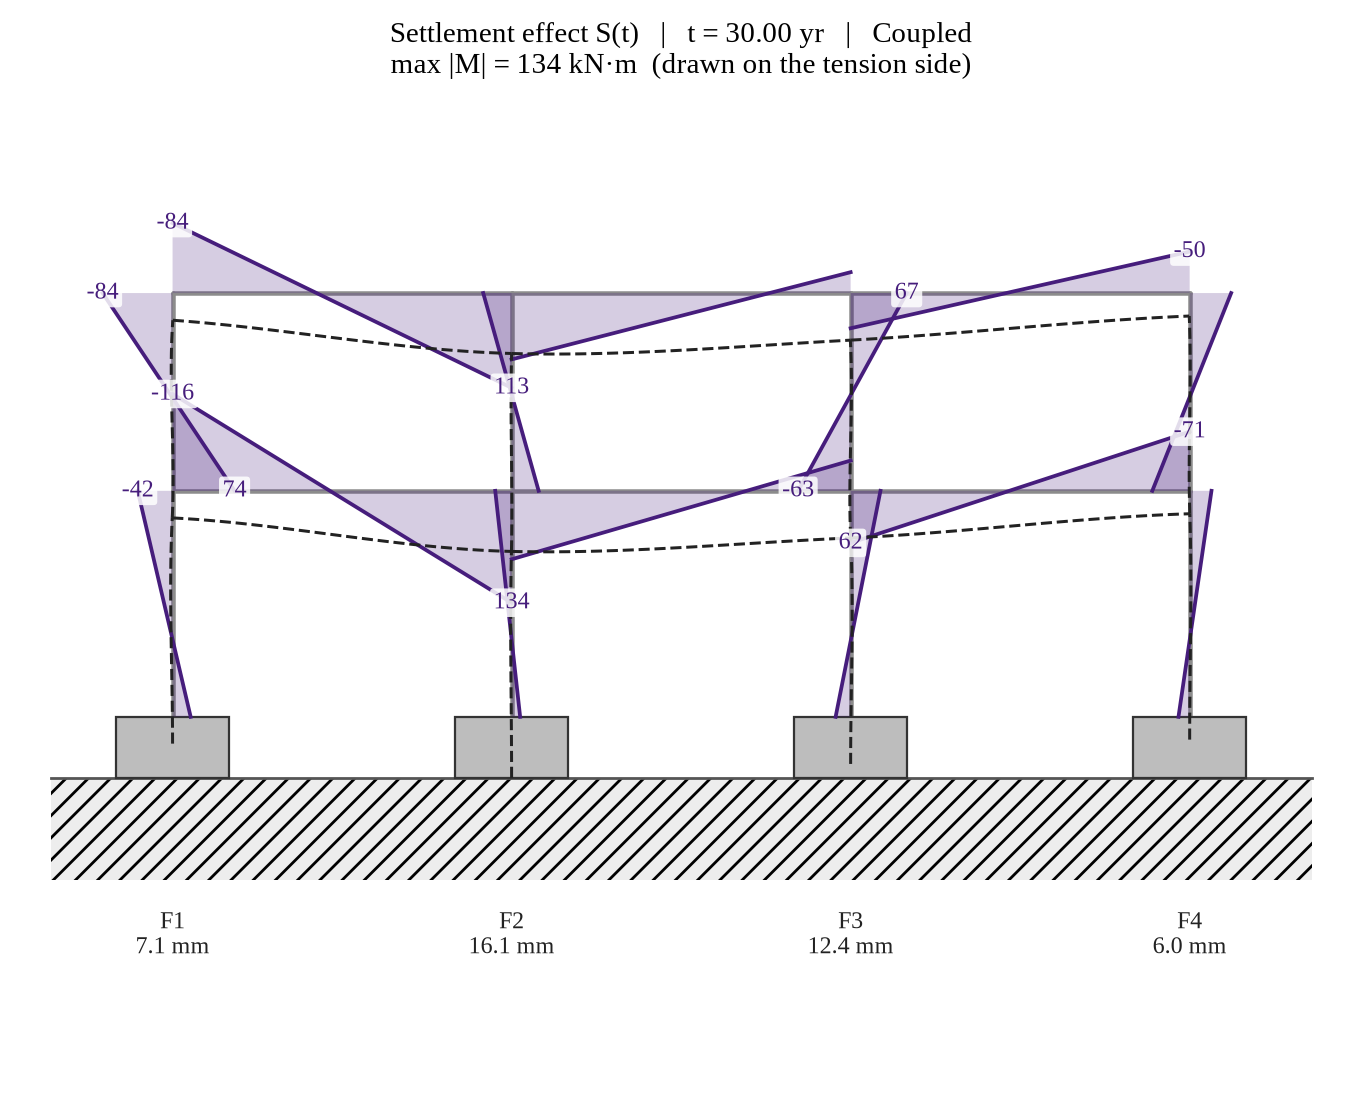 Settlement effect S(t) | t = 30.00 yr | Coupled
max |M| = 134 kN·m (drawn on the tension side)
-84
-50
-84
67
113
-116
-71
-42
74
-63
62
134
F1
7.1 mm
F2
16.1 mm
F3
12.4 mm
F4
6.0 mm